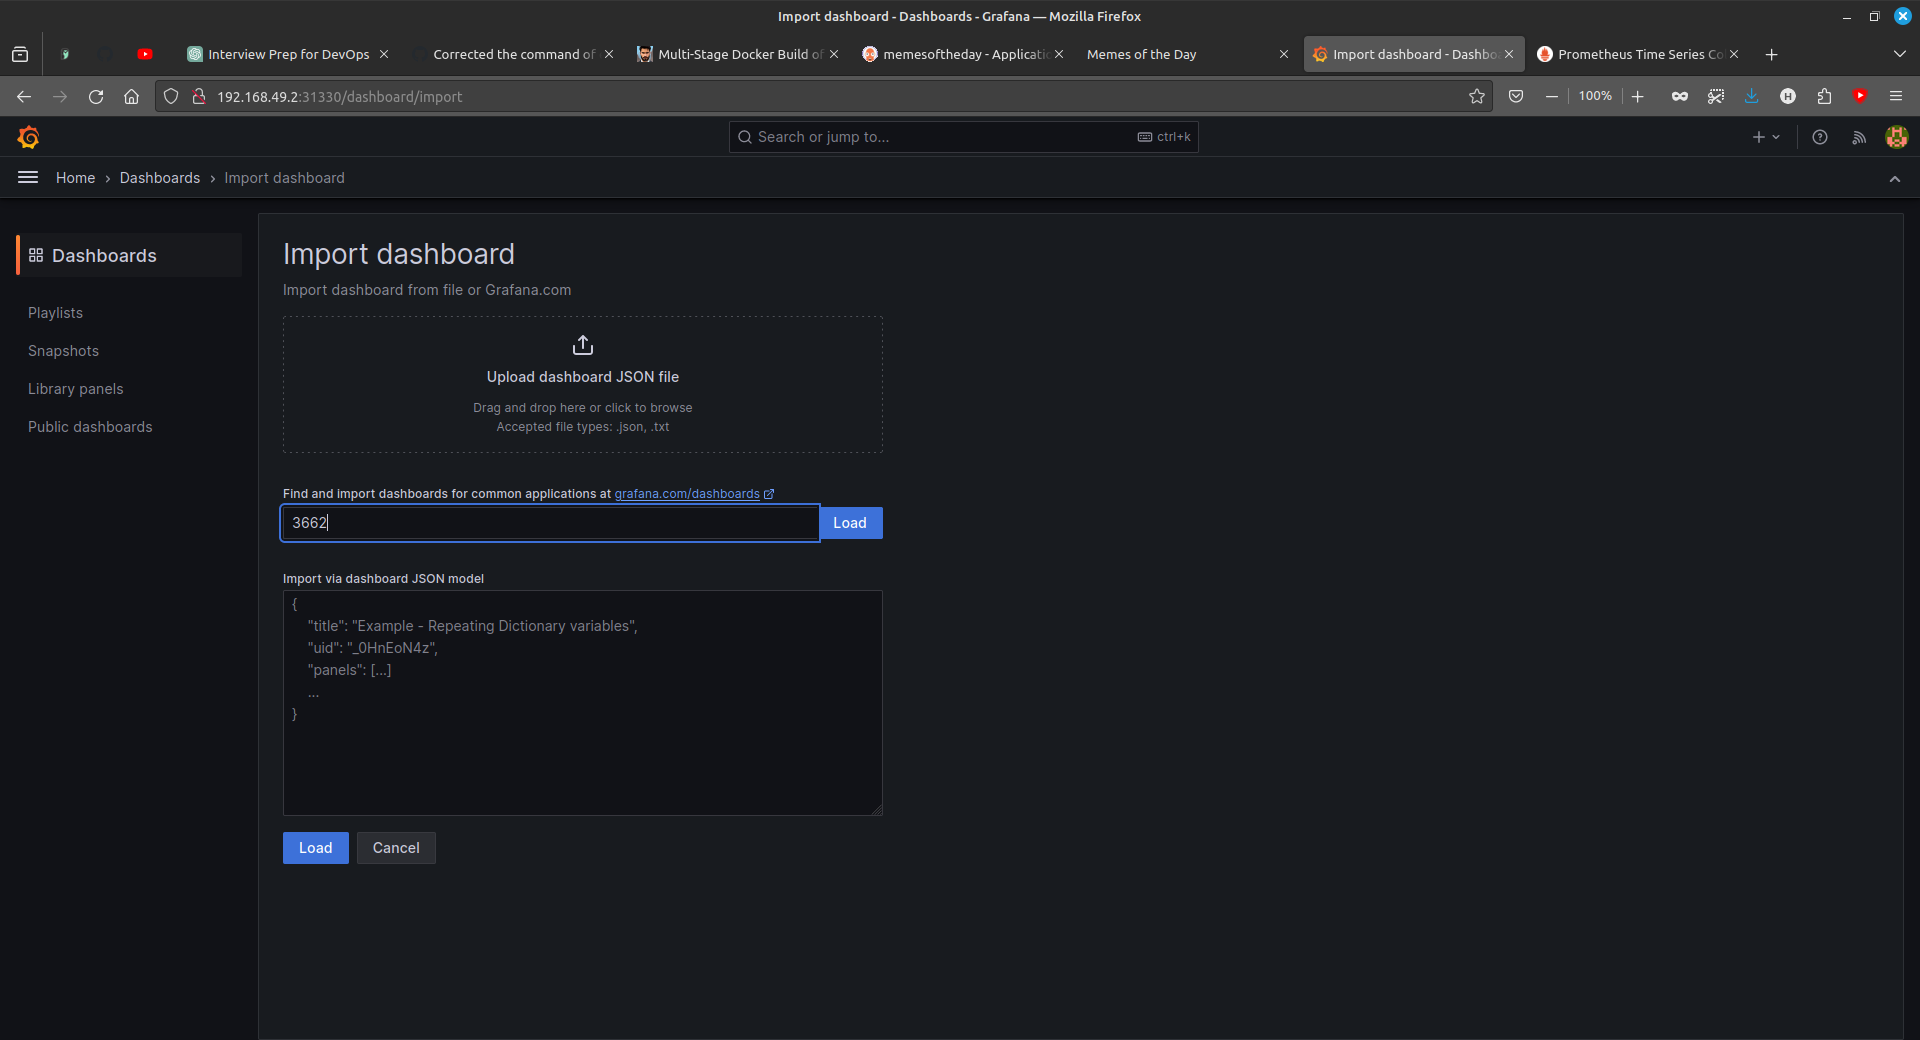 Import dashboard - Dashboards - Grafana — Mozilla Firefox
Interview Prep for DevOps
Corrected the command of
Multi-Stage Docker Build of
memesoftheday - Applicatio
Memes of the Day
Import dashboard - Dashbo
Prometheus Time Series Co
192.168.49.2:31330/dashboard/import
100%
H
Search or jump to...
ctrl+k
Home › Dashboards › Import dashboard
Dashboards
Playlists
Snapshots
Library panels
Public dashboards
Import dashboard
Import dashboard from file or Grafana.com
Upload dashboard JSON file
Drag and drop here or click to browse
Accepted file types: .json, .txt
Find and import dashboards for common applications at grafana.com/dashboards
3662
Load
Import via dashboard JSON model
{
"title": "Example - Repeating Dictionary variables",
"uid": "_0HnEoN4z",
"panels": [...]
...
}
Load
Cancel